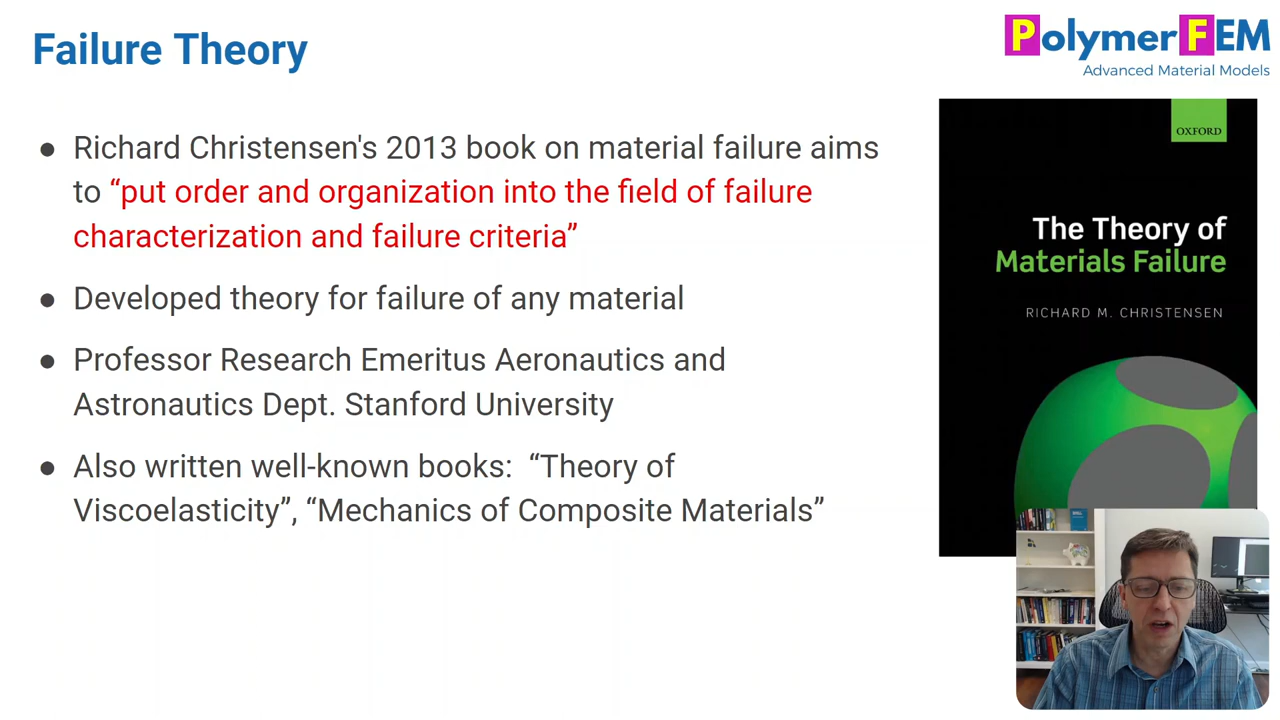 Failure Theory
PolymerFEM
Advanced Material Models
● Richard Christensen's 2013 book on material failure aims
to “put order and organization into the field of failure
characterization and failure criteria”
● Developed theory for failure of any material
● Professor Research Emeritus Aeronautics and
Astronautics Dept. Stanford University
● Also written well-known books:  “Theory of
Viscoelasticity”, “Mechanics of Composite Materials”
OXFORD
The Theory of
Materials Failure
RICHARD M. CHRISTENSEN